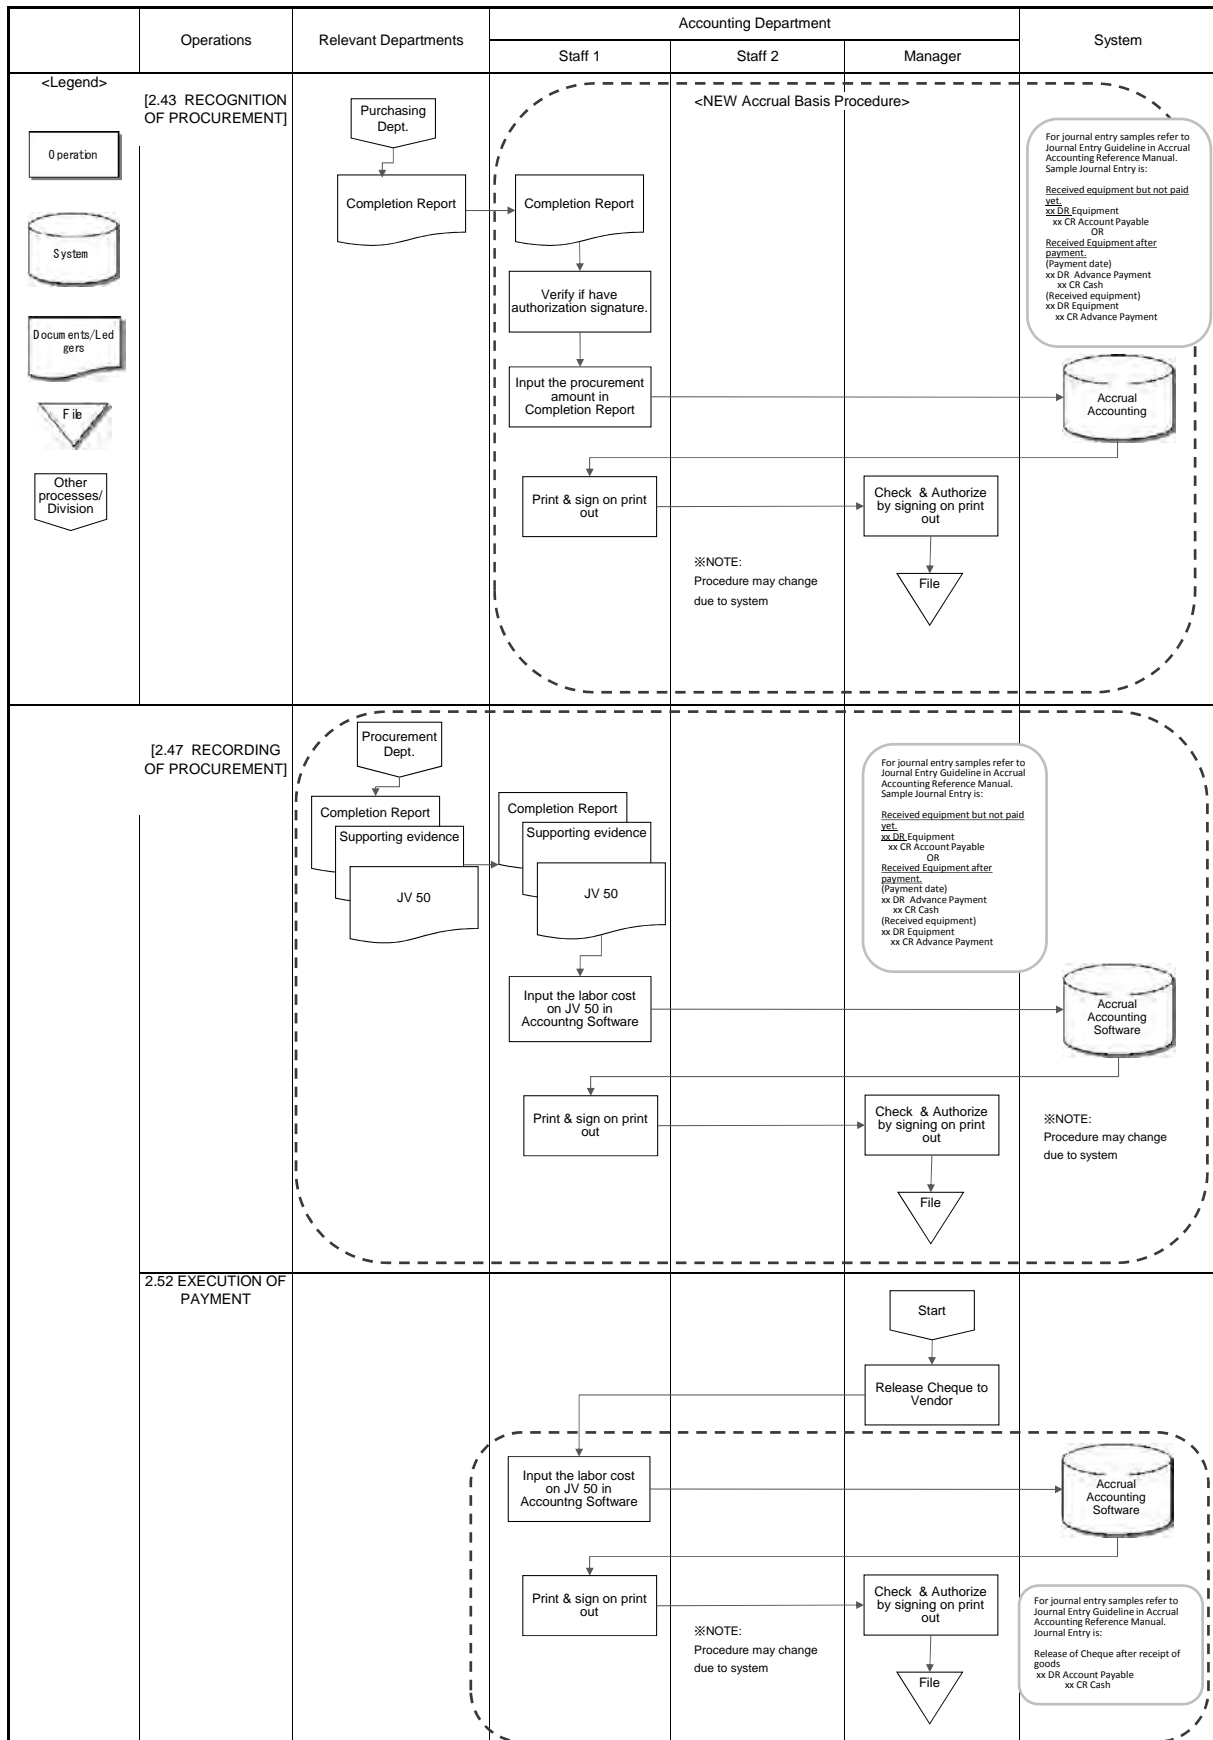 Operations
Relevant Departments
Accounting Department
Staff 1
Staff 2
Manager
System
<Legend>
Operation
System
Documents/Led
gers
File
Other
processes/
Division
[2.43 RECOGNITION
OF PROCUREMENT]
Purchasing
Dept.
Completion Report
<NEW Accrual Basis Procedure>
Completion Report
Verify if have
authorization signature.
Input the procurement
amount in
Completion Report
For journal entry samples refer to
Journal Entry Guideline in Accrual
Accounting Reference Manual.
Sample Journal Entry is:
Received equipment but not paid
yet.
xx DR Equipment
xx CR Account Payable
OR
Received Equipment after
payment.
(Payment date)
xx DR Advance Payment
xx CR Cash
(Received equipment)
xx DR Equipment
xx CR Advance Payment
Accrual
Accounting
Print & sign on print
out
Check & Authorize
by signing on print
out
※NOTE:
Procedure may change
due to system
File
[2.47 RECORDING
OF PROCUREMENT]
Procurement
Dept.
Completion Report
Supporting evidence
JV 50
Completion Report
Supporting evidence
JV 50
For journal entry samples refer to
Journal Entry Guideline in Accrual
Accounting Reference Manual.
Sample Journal Entry is:
Received equipment but not paid
yet.
xx DR Equipment
xx CR Account Payable
OR
Received Equipment after
payment.
(Payment date)
xx DR Advance Payment
xx CR Cash
(Received equipment)
xx DR Equipment
xx CR Advance Payment
Input the labor cost
on JV 50 in
Accountng Software
Accrual
Accounting
Software
Print & sign on print
out
Check & Authorize
by signing on print
out
※NOTE:
Procedure may change
due to system
File
2.52 EXECUTION OF
PAYMENT
Start
Release Cheque to
Vendor
Input the labor cost
on JV 50 in
Accountng Software
Accrual
Accounting
Software
Print & sign on print
out
Check & Authorize
by signing on print
out
※NOTE:
Procedure may change
due to system
File
For journal entry samples refer to
Journal Entry Guideline in Accrual
Accounting Reference Manual.
Journal Entry is:
Release of Cheque after receipt of
goods
xx DR Account Payable
xx CR Cash